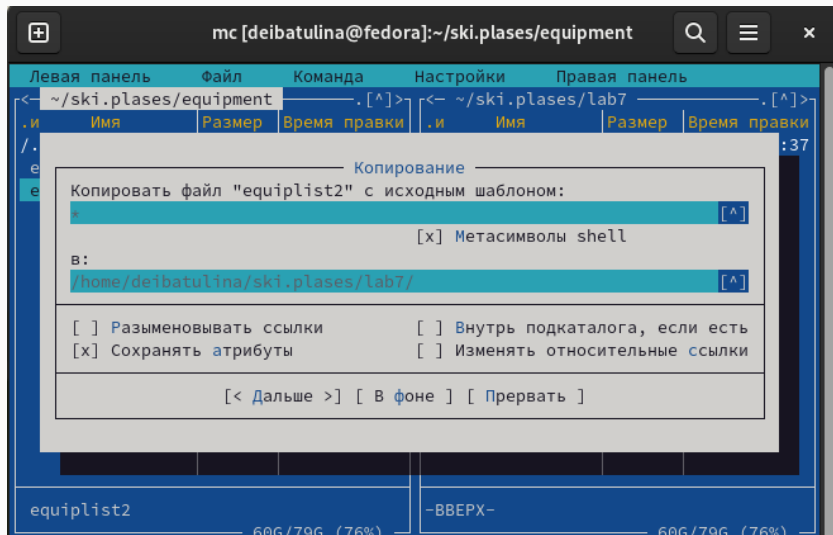 mc [deibatulina@fedora]:~/ski.plases/equipment
Левая панель Файл Команда Настройки Правая панель
<— ~/ski.plases/equipment .[^]> <— ~/ski.plases/lab7 .[^]>
.и Имя Размер Время правки .и Имя Размер Время правки
/. :37
е
е
Копирование
Копировать файл "equiplist2" с исходным шаблоном:
* [^]
[x] Метасимволы shell
в:
/home/deibatulina/ski.plases/lab7/ [^]
[ ] Разыменовывать ссылки [ ] Внутрь подкаталога, если есть
[x] Сохранять атрибуты [ ] Изменять относительные ссылки
[< Дальше >] [ В фоне ] [ Прервать ]
equiplist2 -ВВЕРХ-
60G/79G (76%) 60G/79G (76%)